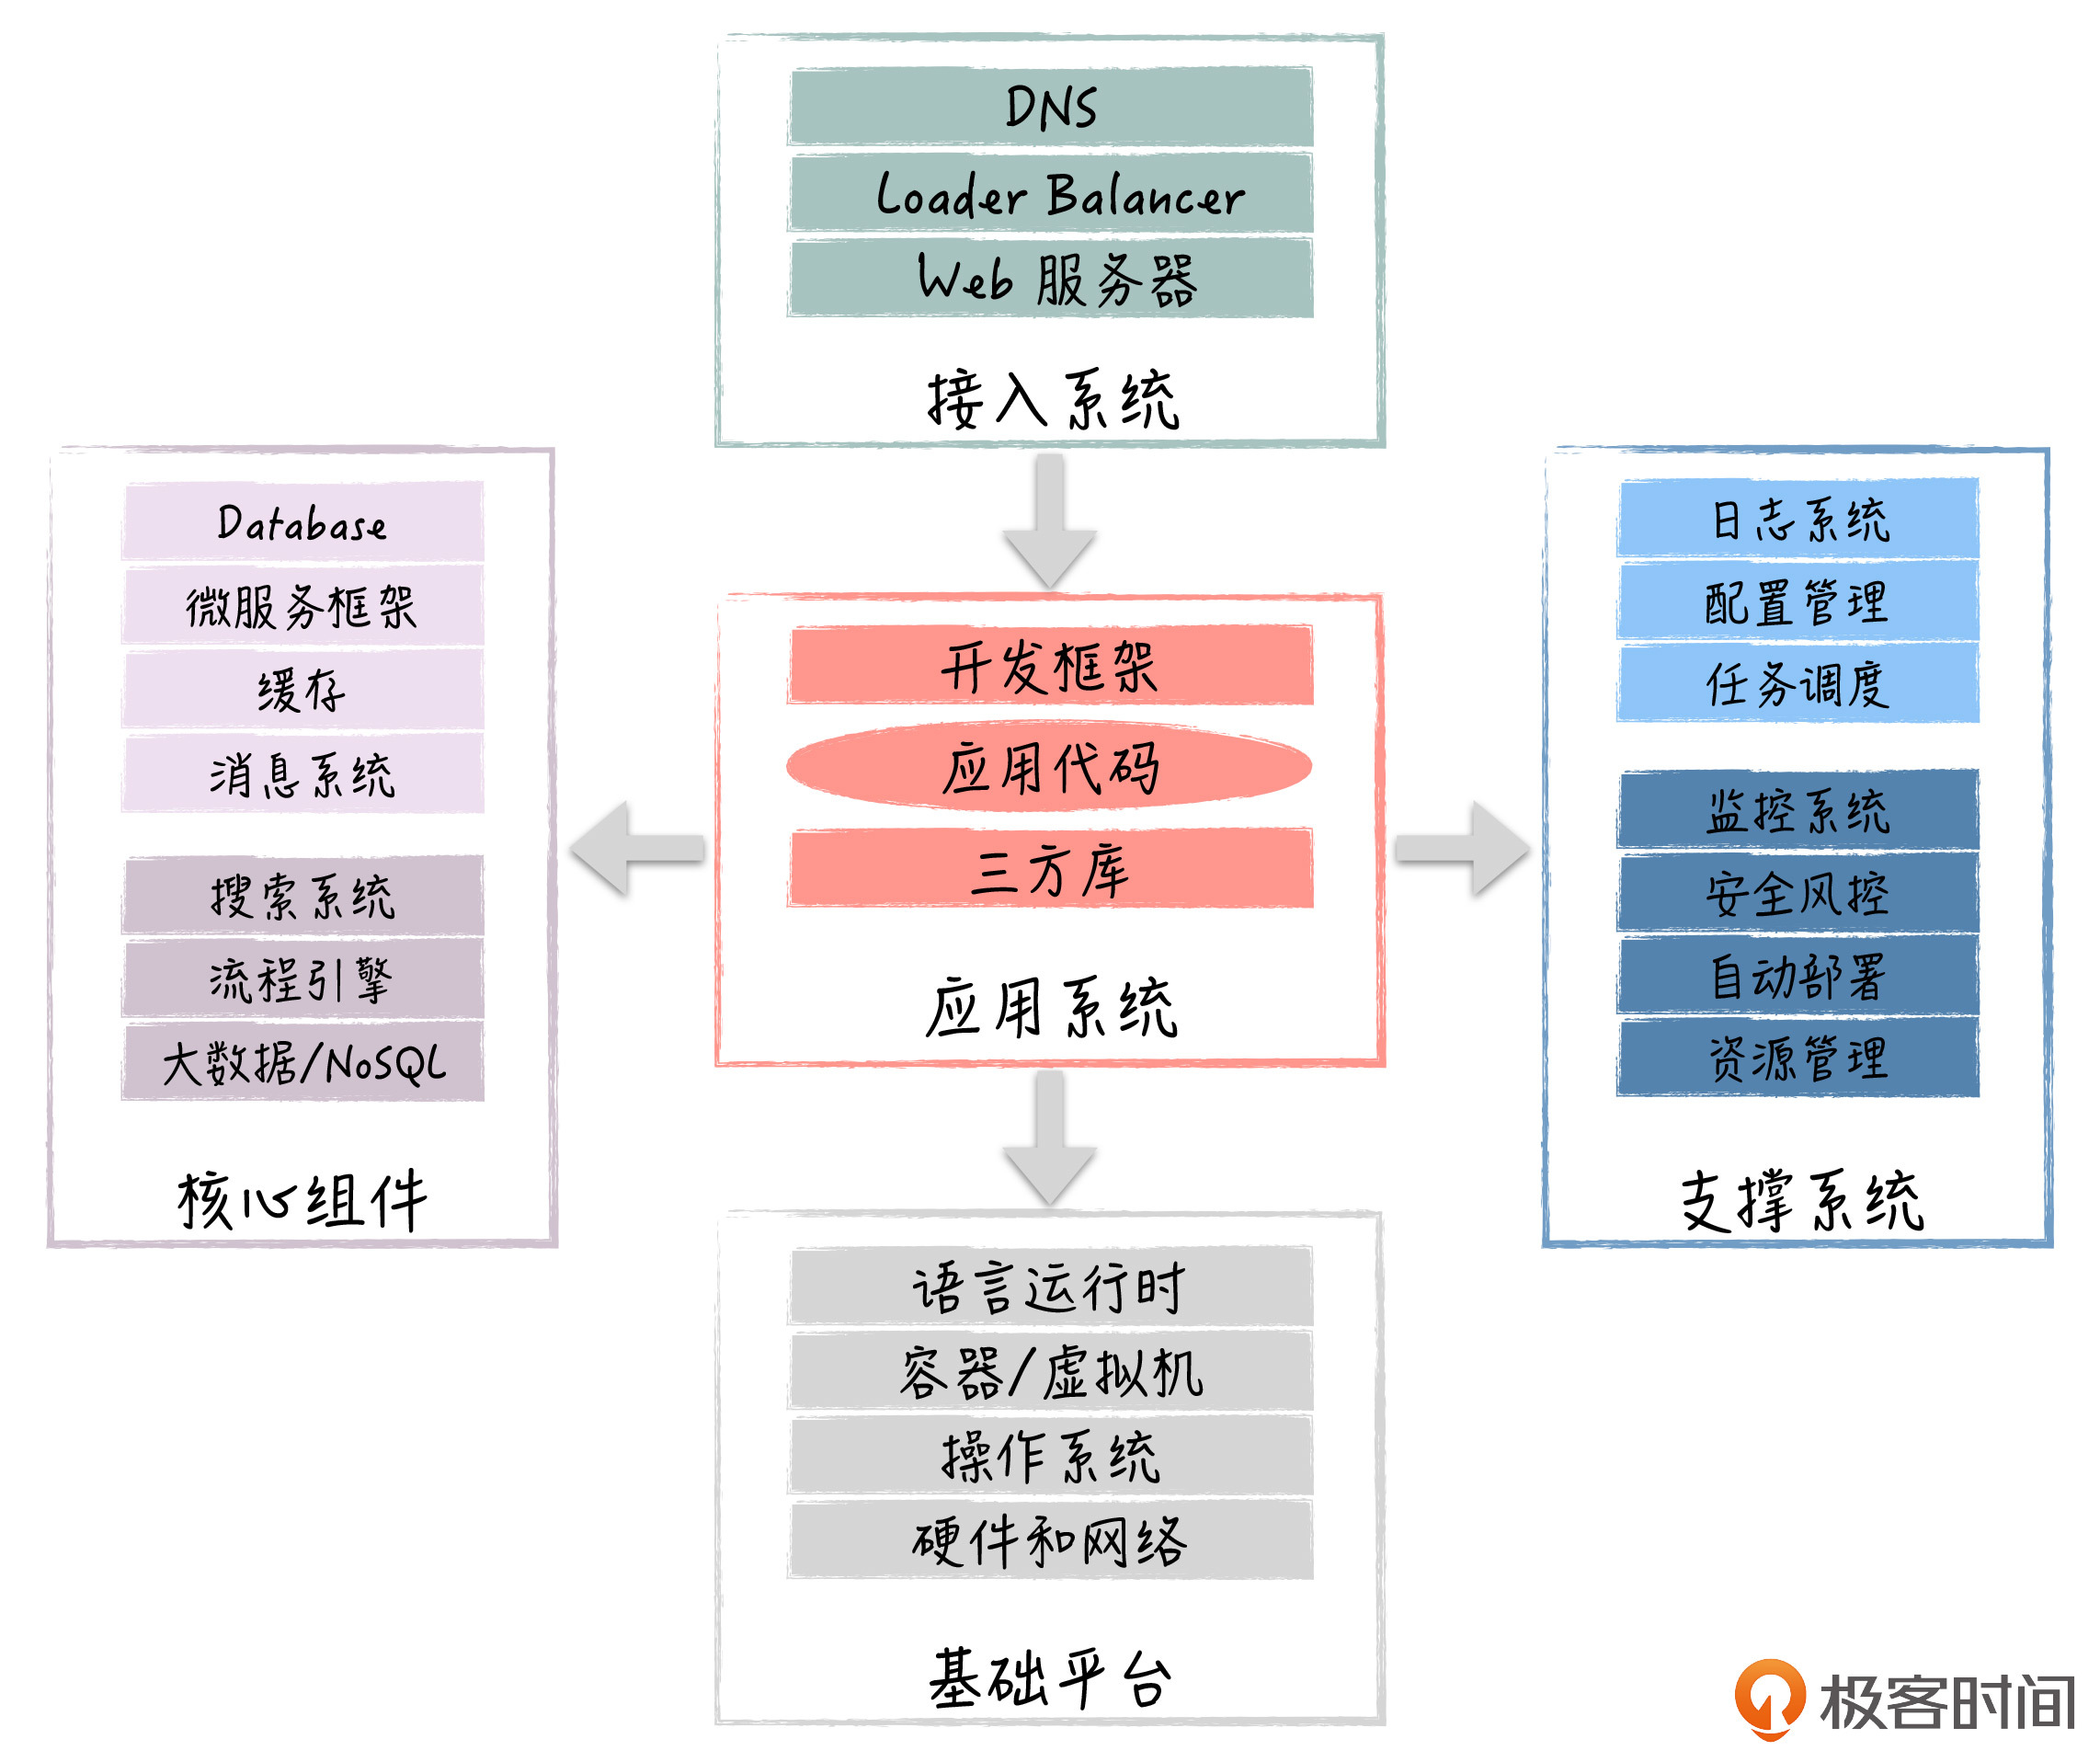 DNS
Loader Balancer
Web 服务器
接入系统
Database
微服务框架
缓存
消息系统
搜索系统
流程引擎
大数据/NoSQL
核心组件
开发框架
应用代码
三方库
应用系统
日志系统
配置管理
任务调度
监控系统
安全风控
自动部署
资源管理
支撑系统
语言运行时
容器/虚拟机
操作系统
硬件和网络
基础平台
极客时间